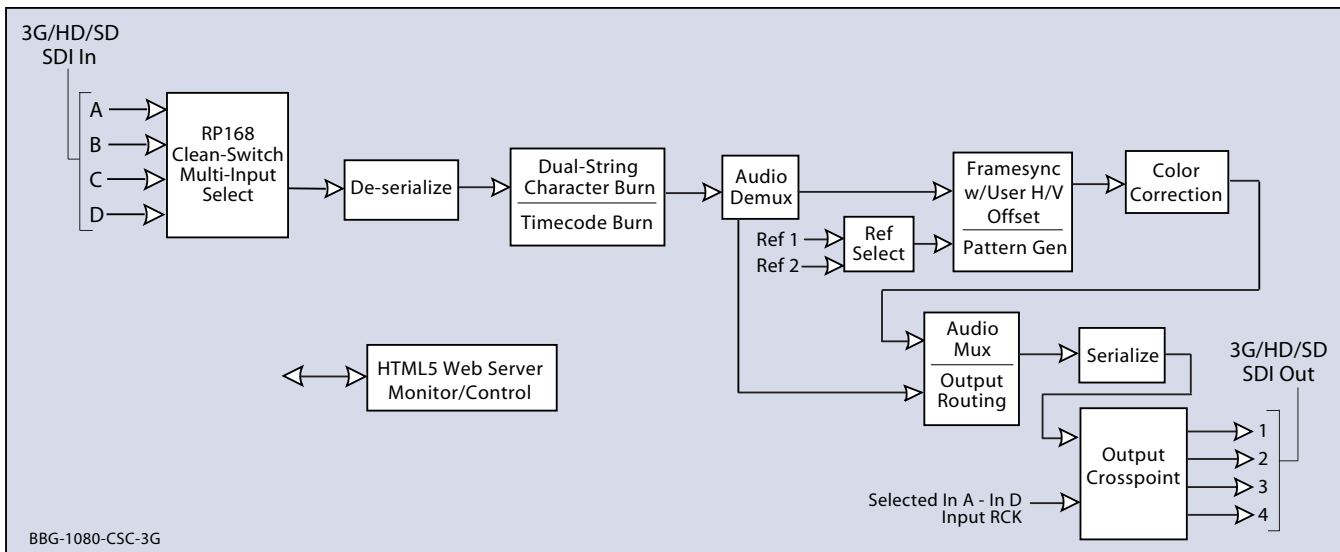 3G/HD/SD
SDI In
A
B
C
D
RP168
Clean-Switch
Multi-Input
Select
De-serialize
Dual-String
Character Burn
Timecode Burn
Audio
Demux
Ref 1
Ref 2
Ref
Select
Framesync
w/User H/V
Offset
Pattern Gen
Color
Correction
HTML5 Web Server
Monitor/Control
Audio
Mux
Output
Routing
Serialize
3G/HD/SD
SDI Out
Selected In A - In D
Input RCK
Output
Crosspoint
1
2
3
4
BBG-1080-CSC-3G